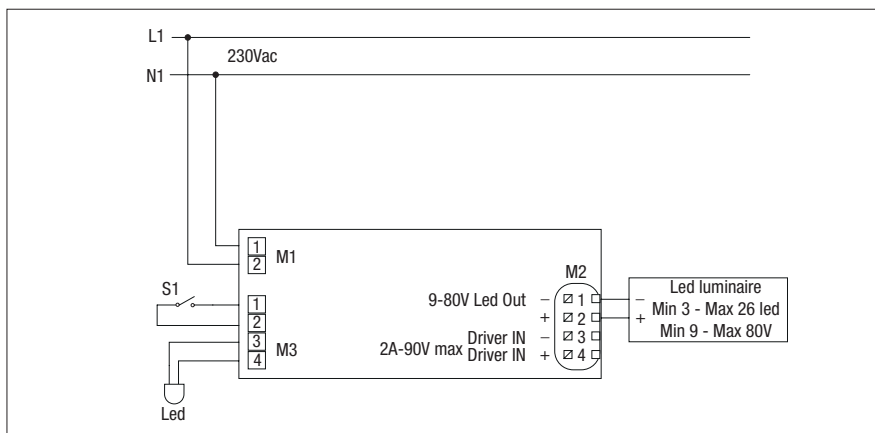 L1
230Vac
N1
1
2
M1
S1
1
2
3
4
M3
Led
M2
9-80V Led Out – 1
+ 2
Driver IN – 3
2A-90V max
Driver IN + 4
Led luminaire
– Min 3 - Max 26 led
+ Min 9 - Max 80V